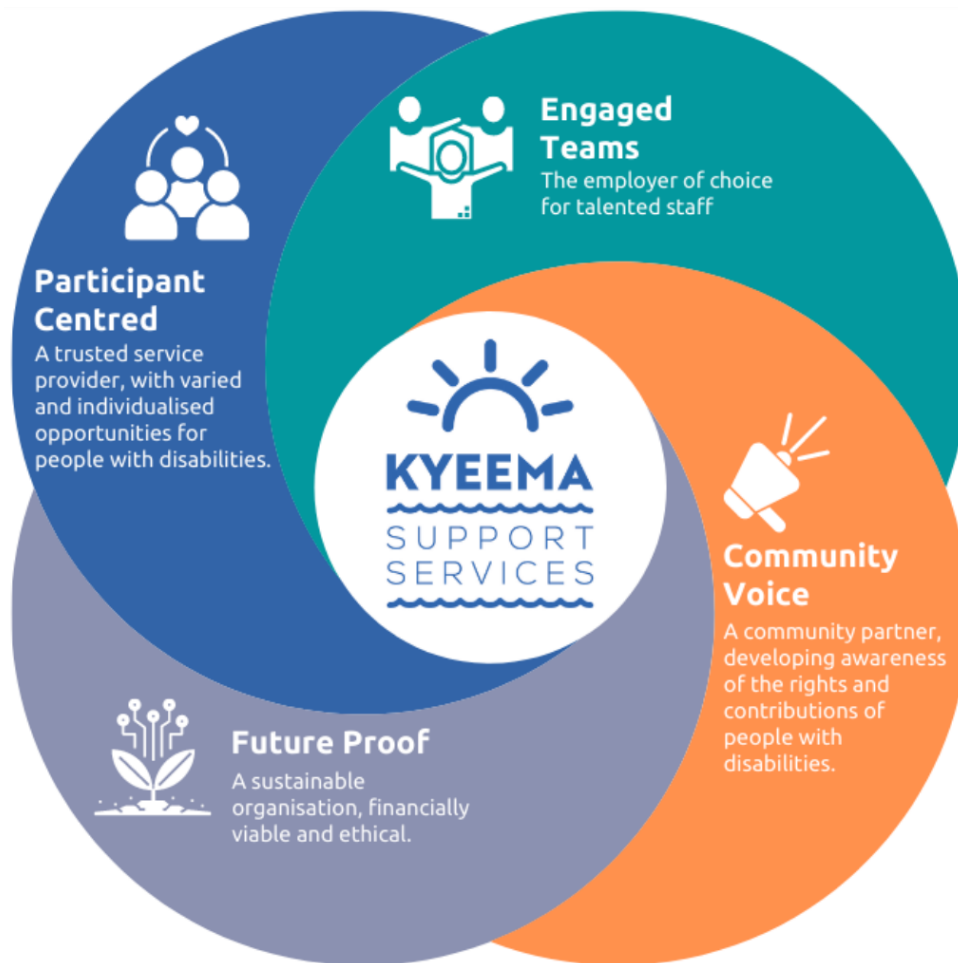 Engaged
Teams
The employer of choice
for talented staff
Participant
Centred
A trusted service
provider, with varied
and individualised
opportunities for
people with disabilities.
KYEEMA
SUPPORT
SERVICES
Community
Voice
A community partner,
developing awareness
of the rights and
contributions of
people with
disabilities.
Future Proof
A sustainable
organisation, financially
viable and ethical.